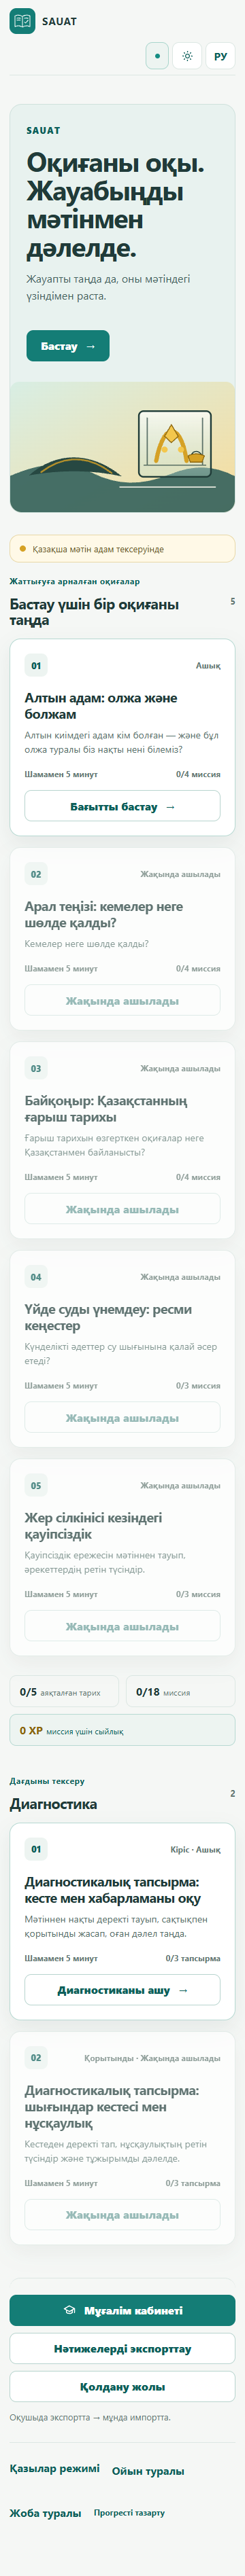 SAUAT
РУ
SAUAT
Оқиғаны оқы.
Жауабыңды
мәтінмен
дәлелде.
Жауапты таңда да, оны мәтіндегі
үзіндімен раста.
Бастау →
Қазақша мәтін адам тексеруінде
Жаттығуға арналған оқиғалар
Бастау үшін бір оқиғаны
таңда
5
01
Ашық
Алтын адам: олжа және
болжам
Алтын киімдегі адам кім болған — және бұл
олжа туралы біз нақты нені білеміз?
Шамамен 5 минут
0/4 миссия
Бағытты бастау →
02
Жақында ашылады
Арал теңізі: кемелер неге
шөлде қалды?
Кемелер неге шөлде қалды?
Шамамен 5 минут
0/4 миссия
Жақында ашылады
03
Жақында ашылады
Байқоңыр: Қазақстанның
ғарыш тарихы
Ғарыш тарихын өзгерткен оқиғалар неге
Қазақстанмен байланысты?
Шамамен 5 минут
0/4 миссия
Жақында ашылады
04
Жақында ашылады
Үйде суды үнемдеу: ресми
кеңестер
Күнделікті әдеттер су шығынына қалай әсер
етеді?
Шамамен 5 минут
0/3 миссия
Жақында ашылады
05
Жақында ашылады
Жер сілкінісі кезіндегі
қауіпсіздік
Қауіпсіздік ережесін мәтіннен тауып,
әрекеттердің ретін түсіндір.
Шамамен 5 минут
0/3 миссия
Жақында ашылады
0/5 аяқталған тарих
0/18 миссия
0 XP миссия үшін сыйлық
Дағдыны тексеру
Диагностика
2
01
Кіріс · Ашық
Диагностикалық тапсырма:
кесте мен хабарламаны оқу
Мәтіннен нақты деректі тауып, сақтықпен
қорытынды жасап, оған дәлел таңда.
Шамамен 5 минут
0/3 тапсырма
Диагностиканы ашу →
02
Қорытынды · Жақында ашылады
Диагностикалық тапсырма:
шығындар кестесі мен
нұсқаулық
Кестеден деректі тап, нұсқаулықтың ретін
түсіндір және тұжырымды дәлелде.
Шамамен 5 минут
0/3 тапсырма
Жақында ашылады
Мұғалім кабинеті
Нәтижелерді экспорттау
Қолдану жолы
Оқушыда экспортта → мұнда импортта.
Қазылар режимі
Ойын туралы
Жоба туралы
Прогресті тазарту